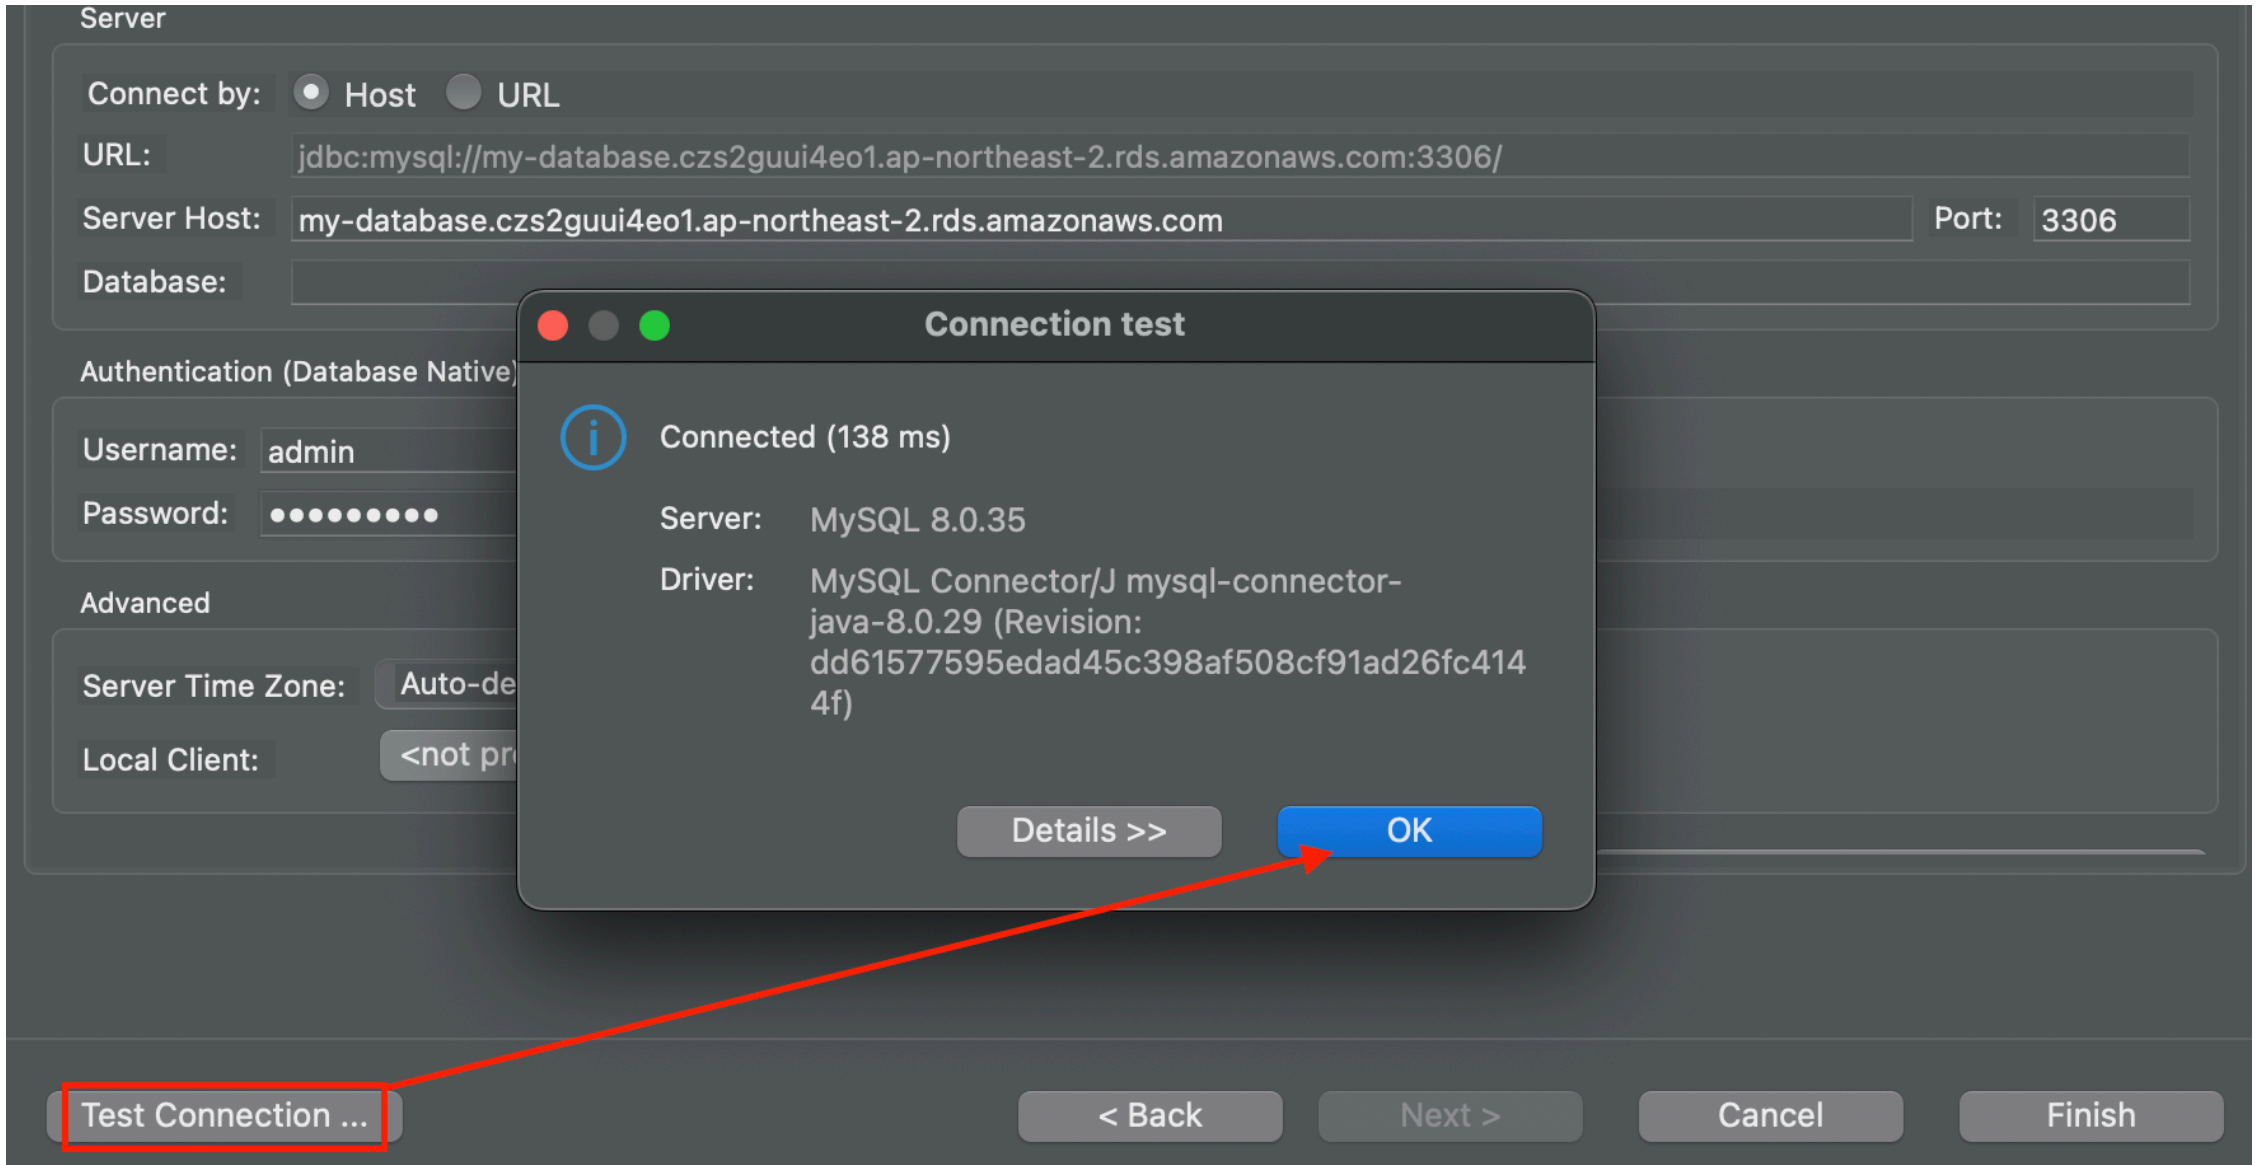 Server
Connect by: Host URL
URL: jdbc:mysql://my-database.czs2guui4eo1.ap-northeast-2.rds.amazonaws.com:3306/
Server Host: my-database.czs2guui4eo1.ap-northeast-2.rds.amazonaws.com Port: 3306
Database:
Authentication (Database Native)
Username: admin
Password: •••••••••
Advanced
Server Time Zone: Auto-de
Local Client: <not pr
Connection test
Connected (138 ms)
Server: MySQL 8.0.35
Driver: MySQL Connector/J mysql-connector-
java-8.0.29 (Revision:
dd61577595edad45c398af508cf91ad26fc414
4f)
Details >> OK
Test Connection ... < Back Next > Cancel Finish